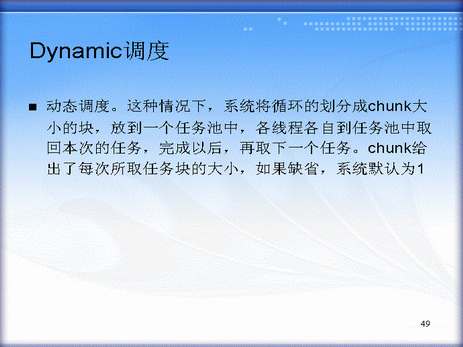 Dynamic调度
■ 动态调度。这种情况下，系统将循环的划分成chunk大
小的块，放到一个任务池中，各线程各自到任务池中取
回本次的任务，完成以后，再取下一个任务。chunk给
出了每次所取任务块的大小，如果缺省，系统默认为1
49